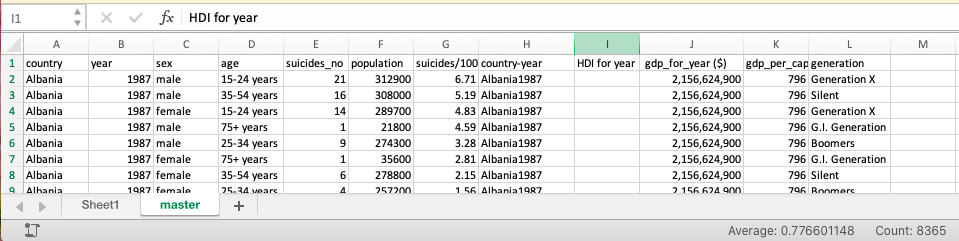 I1 fx HDI for year
A B C D E F G H I J K L M
1 country year sex age suicides_no population suicides/100 country-year HDI for year gdp_for_year ($) gdp_per_cap generation
2 Albania 1987 male 15-24 years 21 312900 6.71 Albania1987 2,156,624,900 796 Generation X
3 Albania 1987 male 35-54 years 16 308000 5.19 Albania1987 2,156,624,900 796 Silent
4 Albania 1987 female 15-24 years 14 289700 4.83 Albania1987 2,156,624,900 796 Generation X
5 Albania 1987 male 75+ years 1 21800 4.59 Albania1987 2,156,624,900 796 G.I. Generation
6 Albania 1987 male 25-34 years 9 274300 3.28 Albania1987 2,156,624,900 796 Boomers
7 Albania 1987 female 75+ years 1 35600 2.81 Albania1987 2,156,624,900 796 G.I. Generation
8 Albania 1987 female 35-54 years 6 278800 2.15 Albania1987 2,156,624,900 796 Silent
9 Albania 1987 female 25-34 years 4 257200 1.56 Albania1987 2,156,624,900 796 Boomers
Sheet1 master +
Average: 0.776601148 Count: 8365